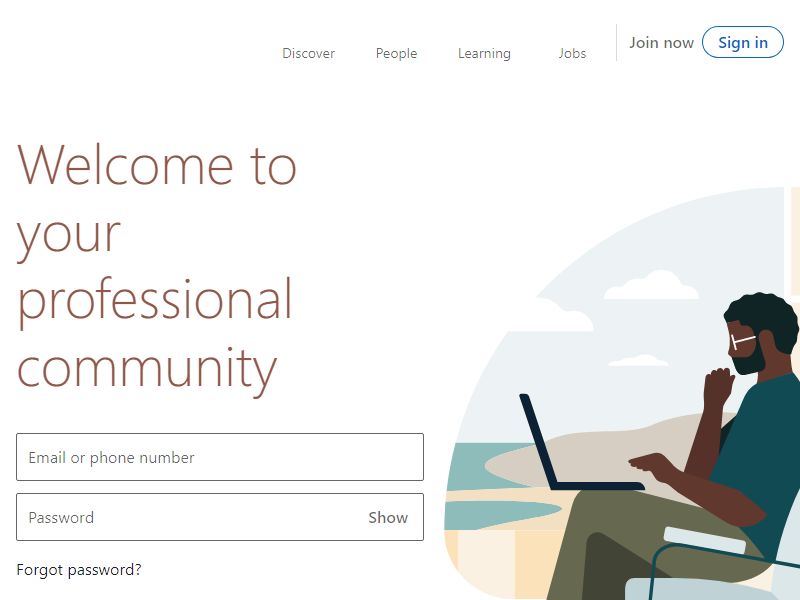 Discover People Learning Jobs Join now Sign in
Welcome to
your
professional
community
Email or phone number
Password Show
Forgot password?